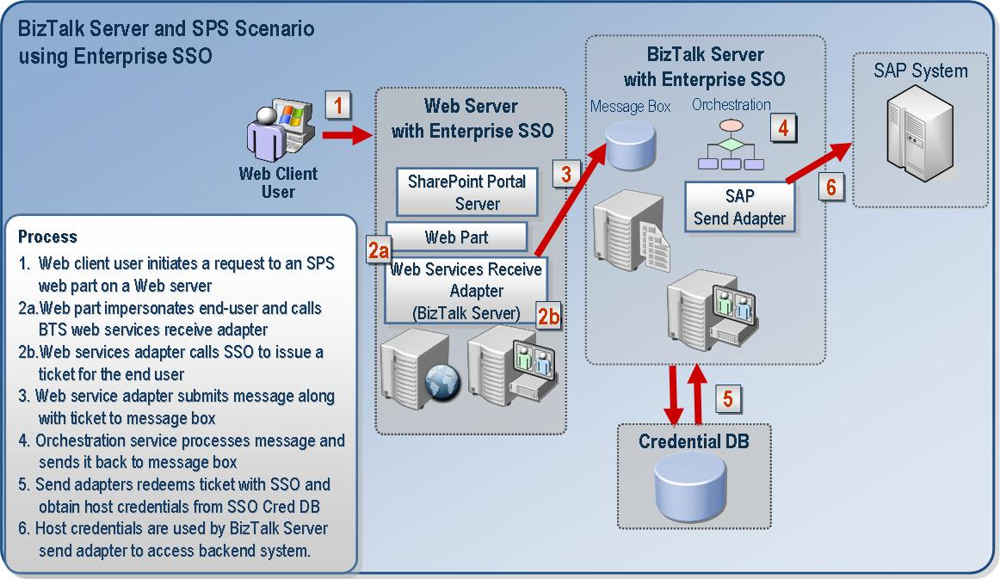 BizTalk Server and SPS Scenario
using Enterprise SSO
1
Web Client
User
Web Server
with Enterprise SSO
SharePoint Portal
Server
Web Part
2a
Web Services Receive
Adapter
(BizTalk Server)
2b
3
BizTalk Server
with Enterprise SSO
Message Box
Orchestration
4
SAP
Send Adapter
6
SAP System
5
Credential DB
Process
1. Web client user initiates a request to an SPS
web part on a Web server
2a.Web part impersonates end-user and calls
BTS web services receive adapter
2b.Web services adapter calls SSO to issue a
ticket for the end user
3. Web service adapter submits message along
with ticket to message box
4. Orchestration service processes message and
sends it back to message box
5. Send adapters redeems ticket with SSO and
obtain host credentials from SSO Cred DB
6. Host credentials are used by BizTalk Server
send adapter to access backend system.